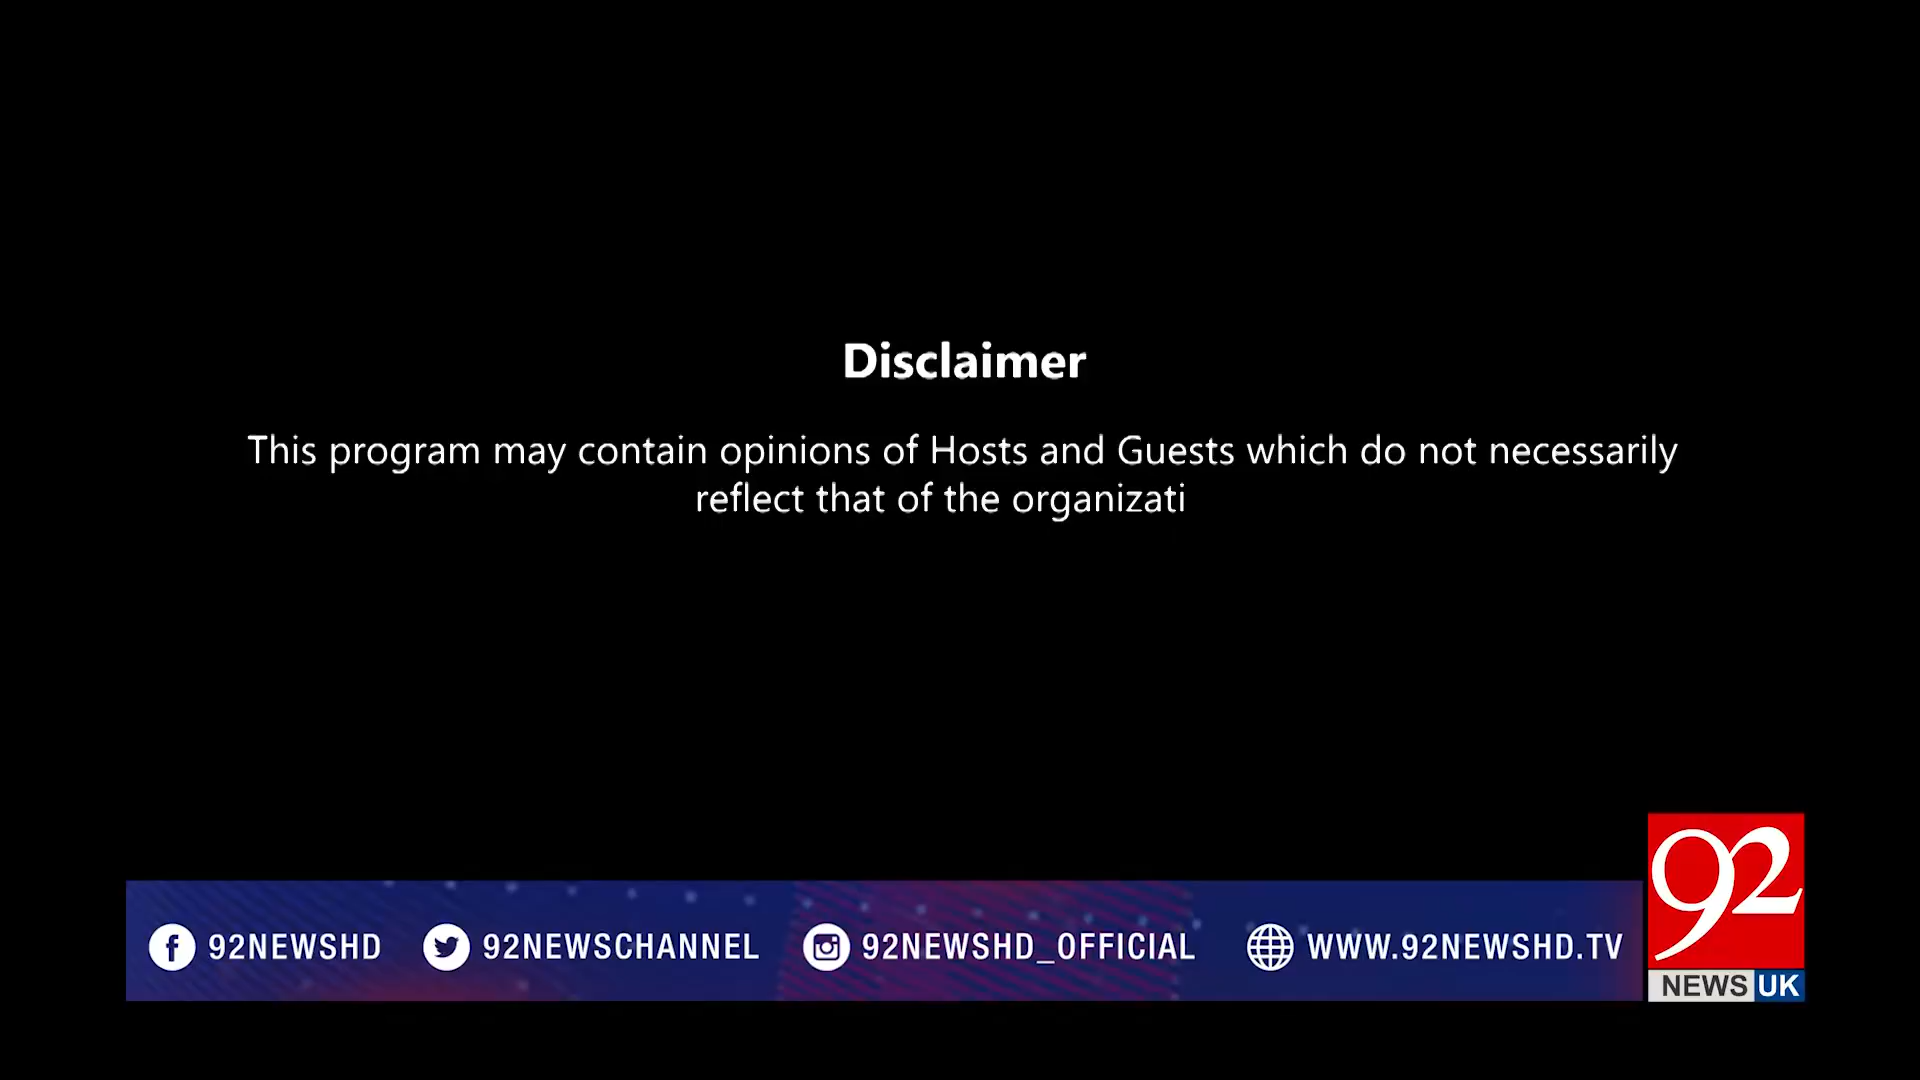 Disclaimer
This program may contain opinions of Hosts and Guests which do not necessarily
reflect that of the organizati
92NEWSHD 92NEWSCHANNEL 92NEWSHD_OFFICIAL WWW.92NEWSHD.TV
92
NEWS UK